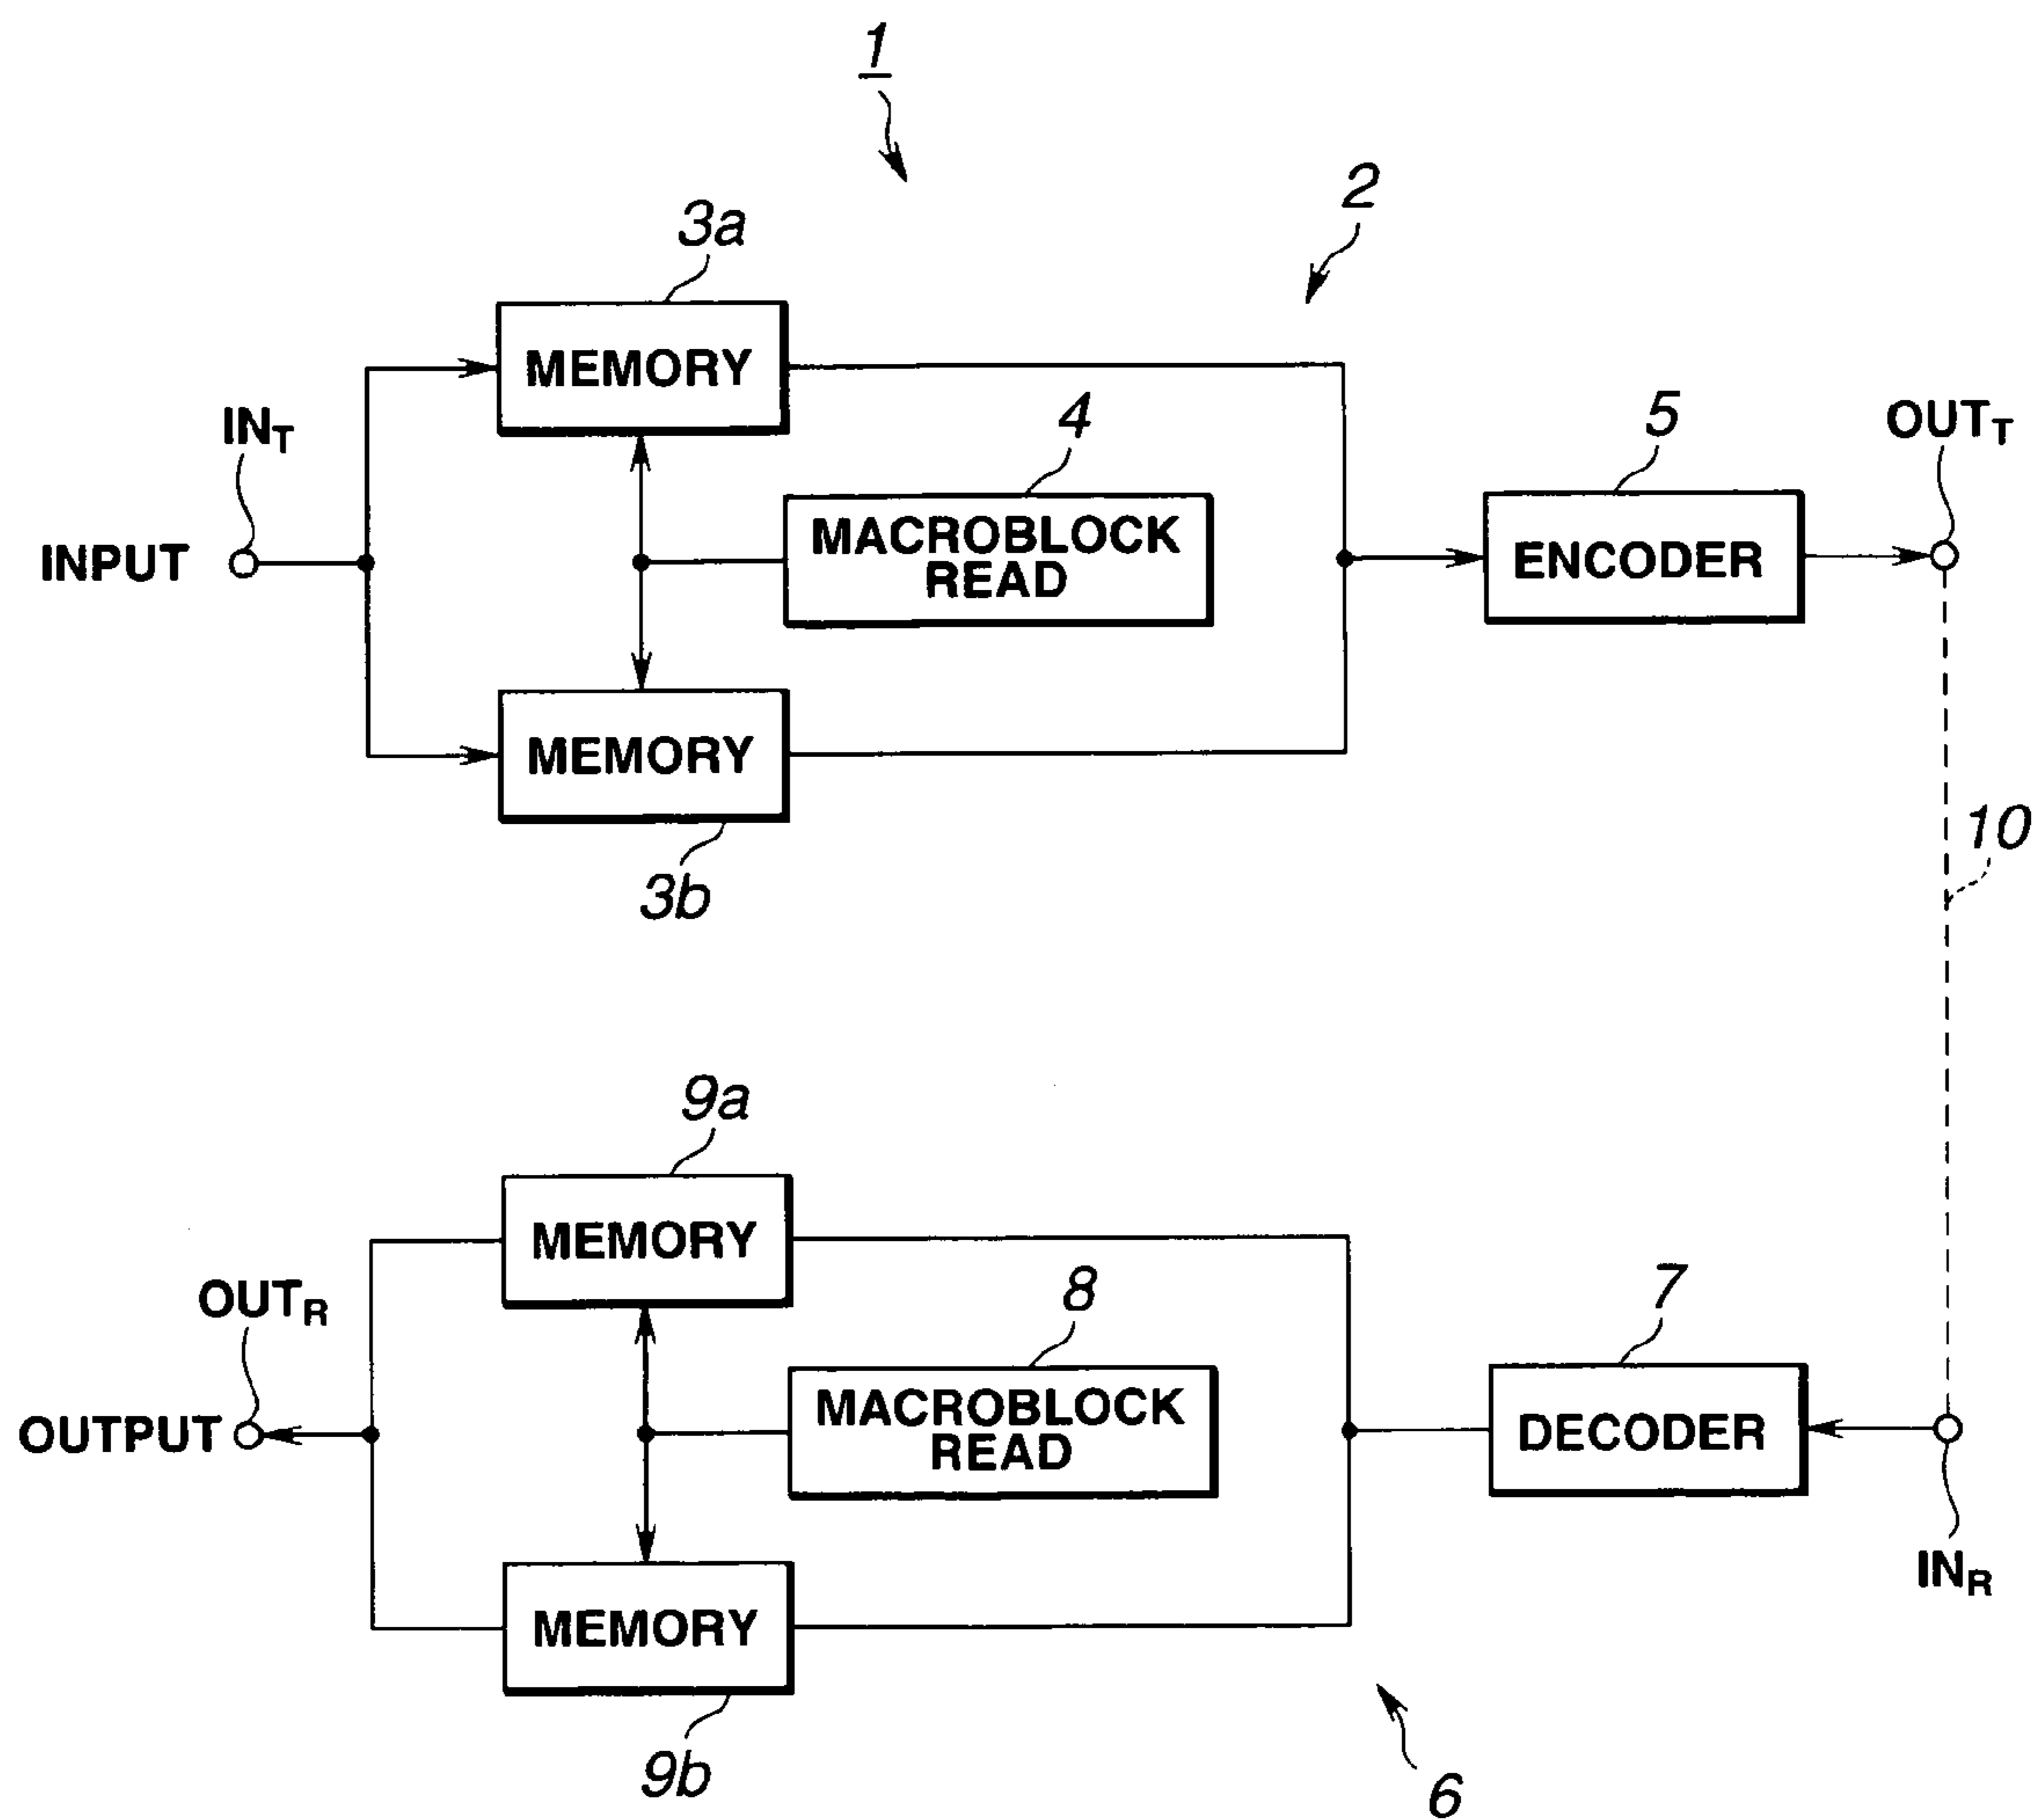 1
2
3a
MEMORY
IN_T
4
5
OUT_T
INPUT
MACROBLOCK
READ
ENCODER
MEMORY
3b
10
9a
MEMORY
OUT_R
8
7
OUTPUT
MACROBLOCK
READ
DECODER
IN_R
MEMORY
9b
6